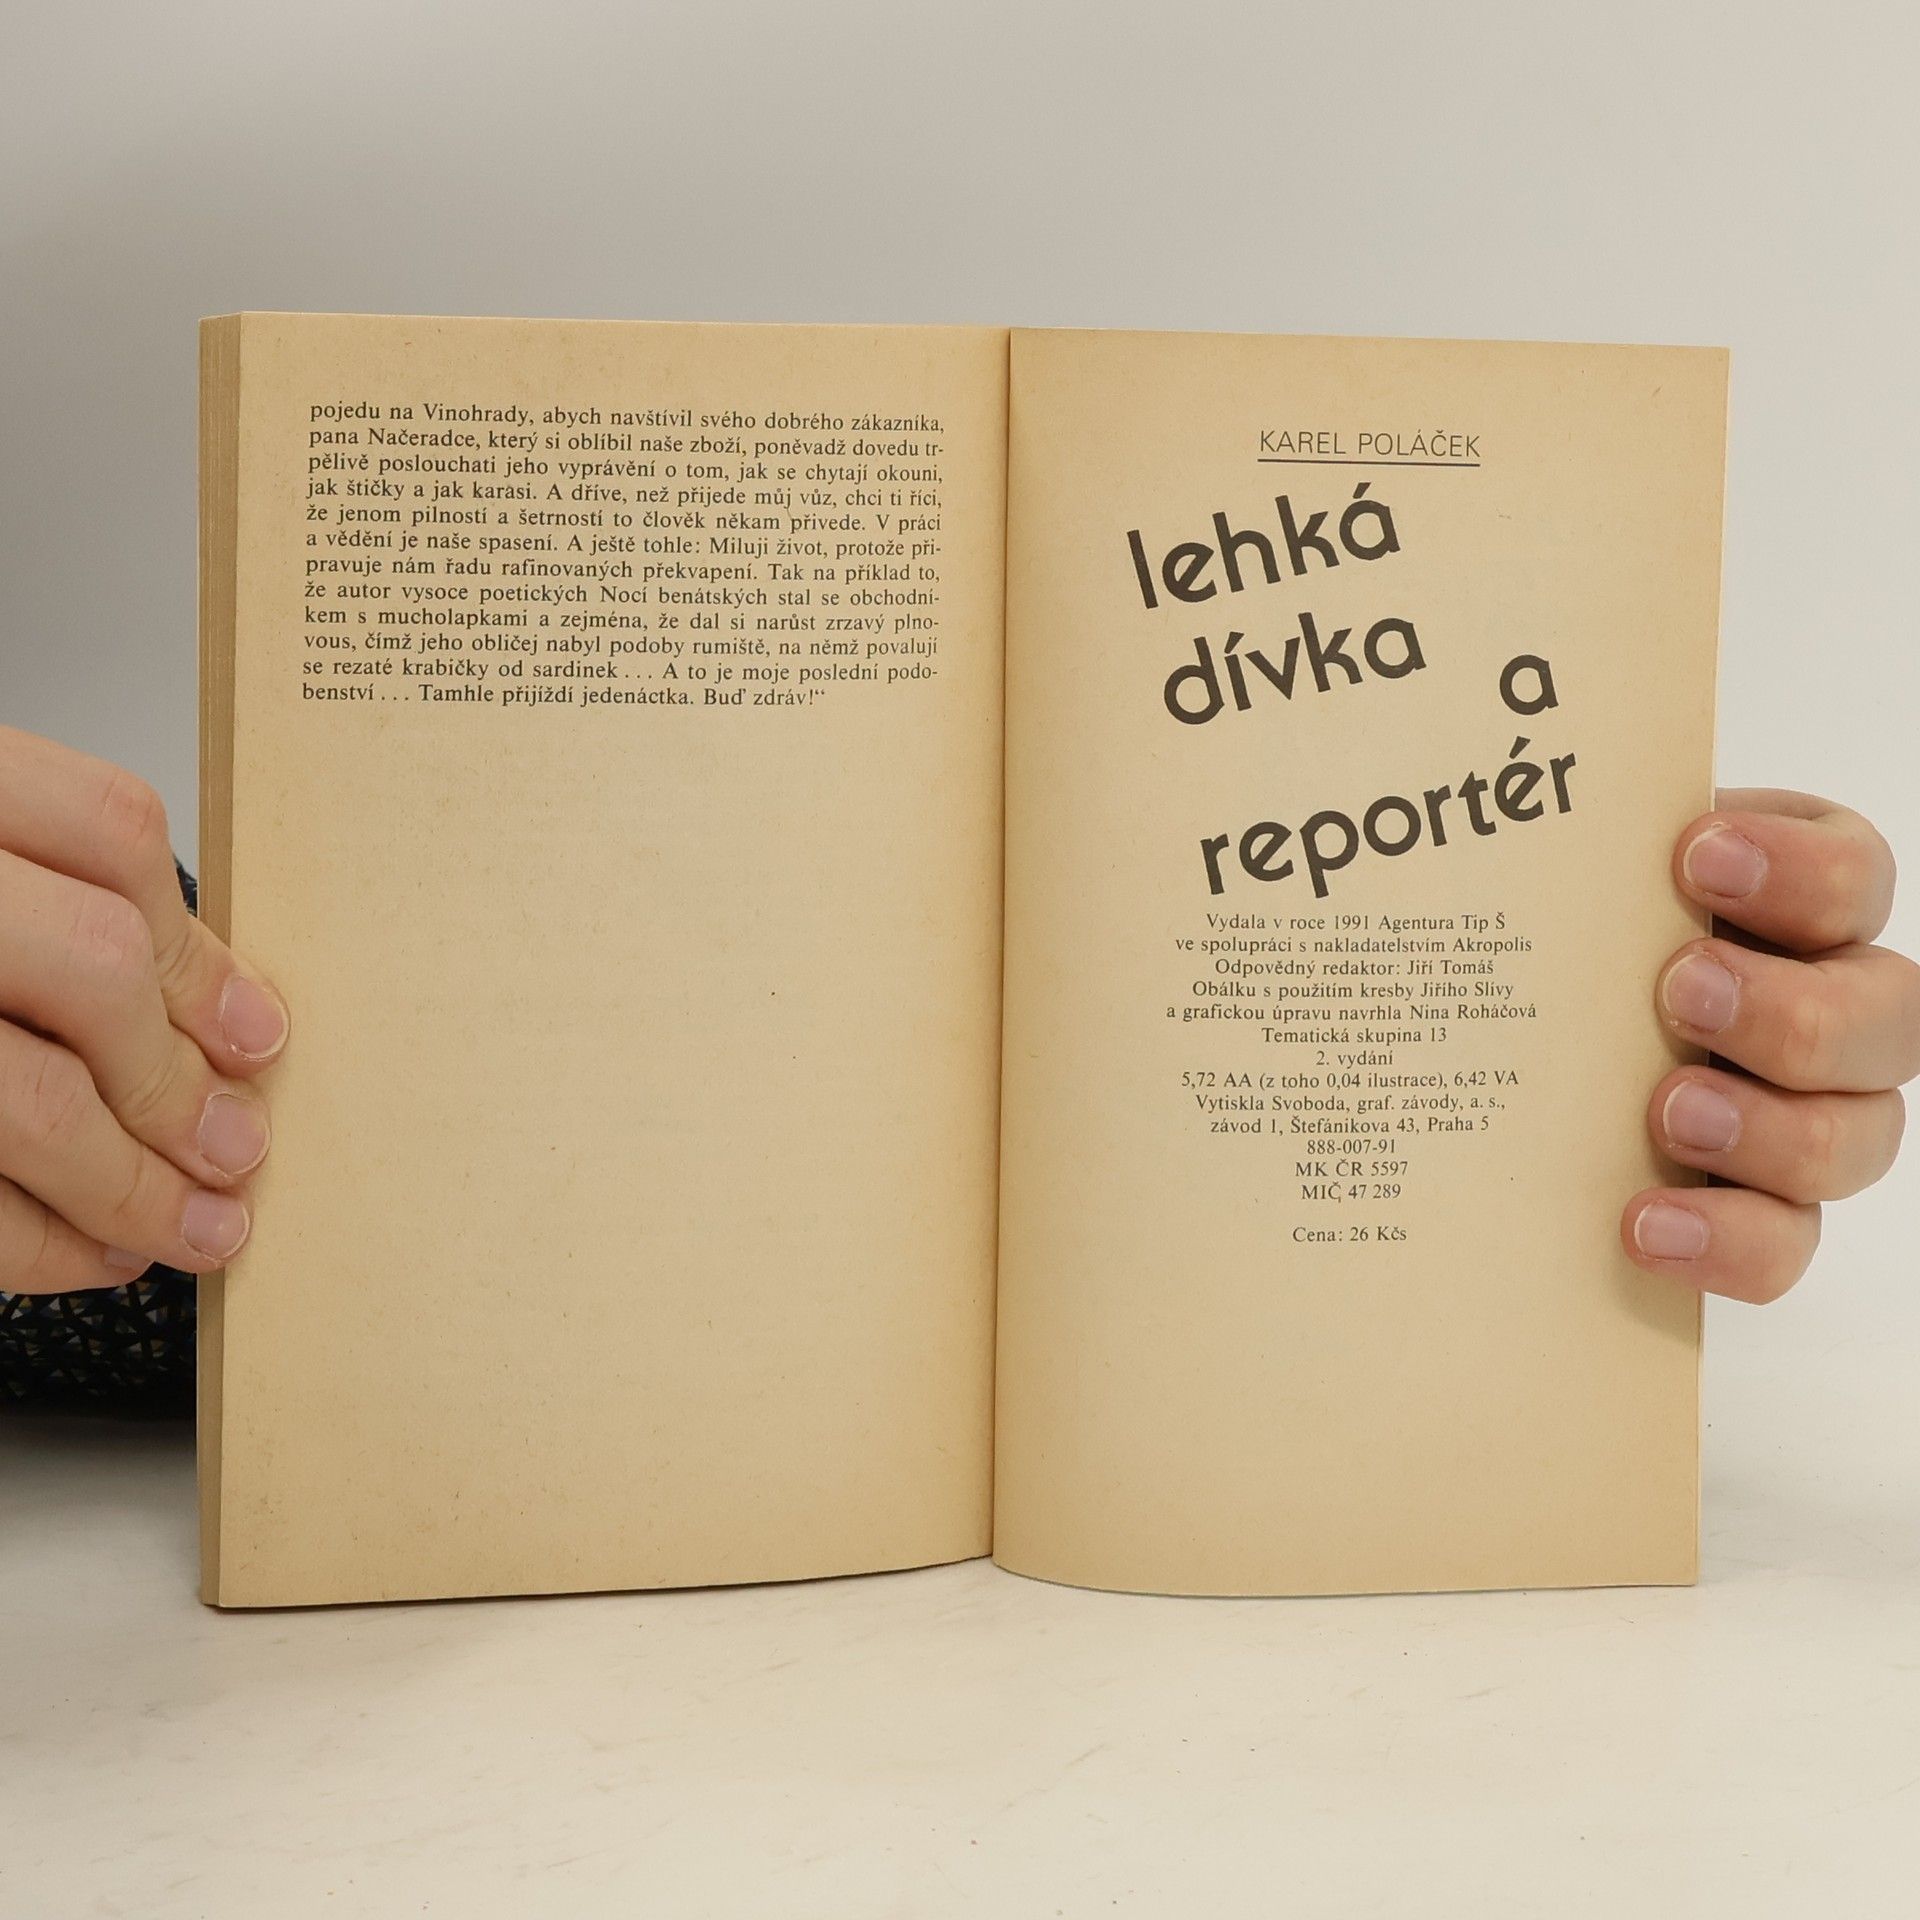 pojedu na Vinohrady, abych navštívil svého dobrého zákazníka,
pana Načeradce, který si oblíbil naše zboží, poněvadž dovedu tr-
pělivě poslouchati jeho vyprávění o tom, jak se chytají okouni,
jak štičky a jak karasi. A dříve, než přijede můj vůz, chci ti říci,
že jenom pilností a šetrností to člověk někam přivede. V práci
a vědění je naše spasení. A ještě tohle: Miluji život, protože při-
pravuje nám řadu rafinovaných překvapení. Tak na příklad to,
že autor vysoce poetických Nocí benátských stal se obchodní-
kem s mucholapkami a zejména, že dal si narůst zrzavý plno-
vous, čímž jeho obličej nabyl podoby rumiště, na němž povalují
se rezaté krabičky od sardinek ... A to je moje poslední podo-
benství ... Tamhle přijíždí jedenáctka. Buď zdráv!“
KAREL POLÁČEK
lehká
dívka
a
reportér
Vydala v roce 1991 Agentura Tip Š
ve spolupráci s nakladatelstvím Akropolis
Odpovědný redaktor: Jiří Tomáš
Obálku s použitím kresby Jiřího Slívy
a grafickou úpravu navrhla Nina Roháčová
Tematická skupina 13
2. vydání
5,72 AA (z toho 0,04 ilustrace), 6,42 VA
Vytiskla Svoboda, graf. závody, a. s.,
závod 1, Štefánikova 43, Praha 5
888-007-91
MK ČR 5597
MIČ 47 289
Cena: 26 Kčs